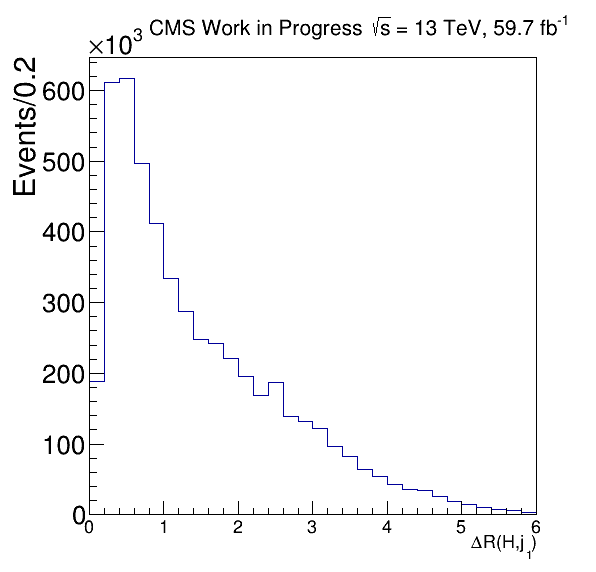 ×10³ CMS Work in Progress √s = 13 TeV, 59.7 fb⁻¹
Events/0.2
600
500
400
300
200
100
0
0 1 2 3 4 5 6
ΔR(H,j₁)